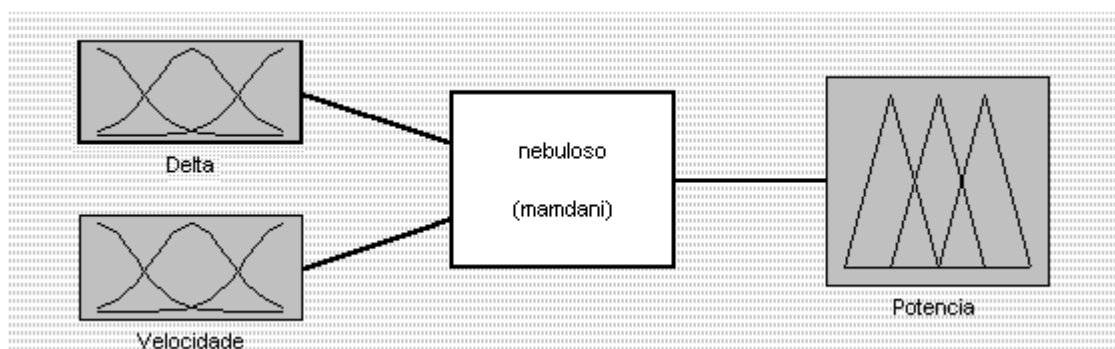 Delta
nebuloso
(mamdani)
Velocidade
Potencia